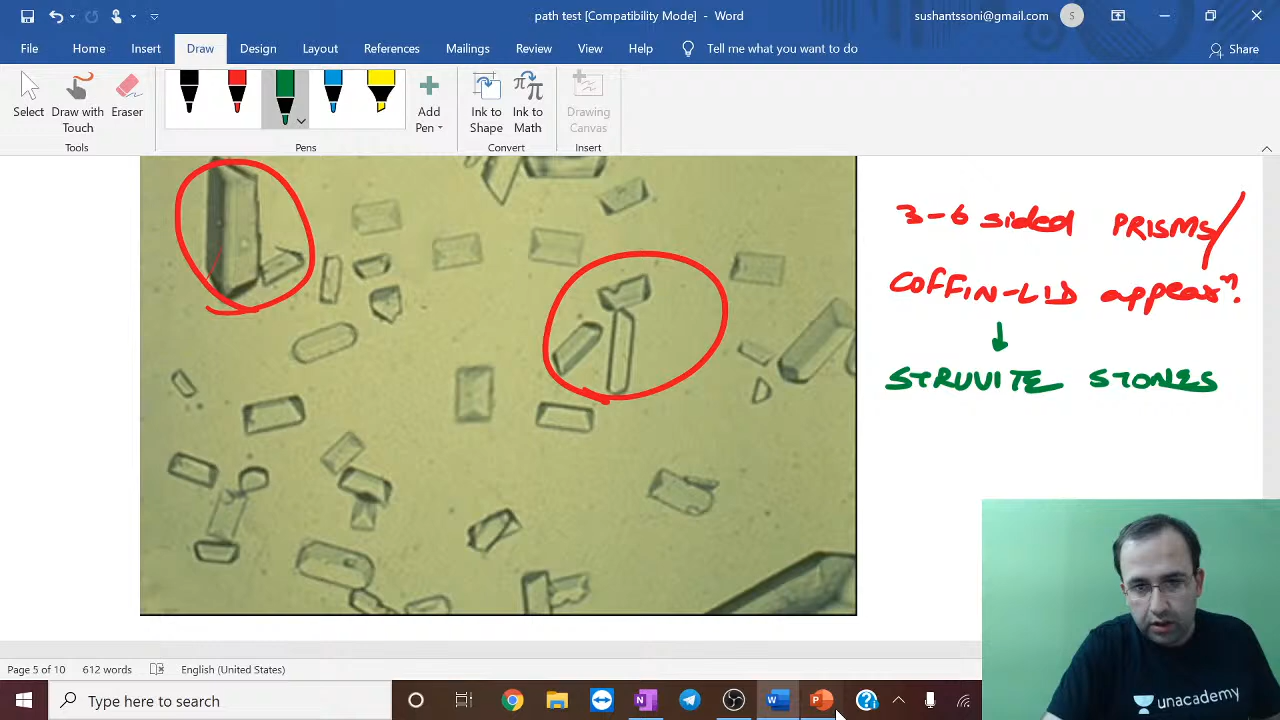 path test [Compatibility Mode] - Word
sushantssoni@gmail.com
S
File Home Insert Draw Design Layout References Mailings Review View Help Tell me what you want to do
Share
Select Draw with Touch Eraser
Add Pen
Ink to Shape Ink to Math
Drawing Canvas
Tools Pens Convert Insert
3-6 sided PRISMS/
COFFIN-LID appearⁿ.
STRUVITE STONES
unacademy
Page 5 of 10 612 words English (United States)
Type here to search